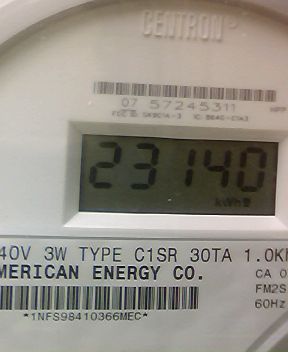 CENTRON
07 57245311
23140
kWh
40V 3W TYPE C1SR 30TA 1.0Kh
MERICAN ENERGY CO.
CA 0
FM2S
60Hz
*1NFS98410366MEC*